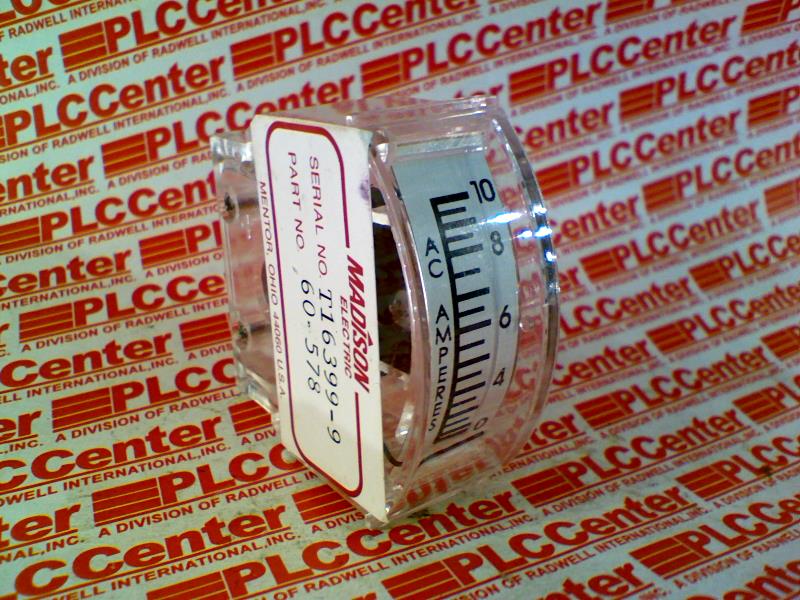 MADISON
ELECTRIC
SERIAL NO. T16399-9
PART NO. 60-578
MENTOR, OHIO 44060 U.S.A.
AC AMPERES
10
8
6
4
0
PLCCenter
A DIVISION OF RADWELL INTERNATIONAL, INC.